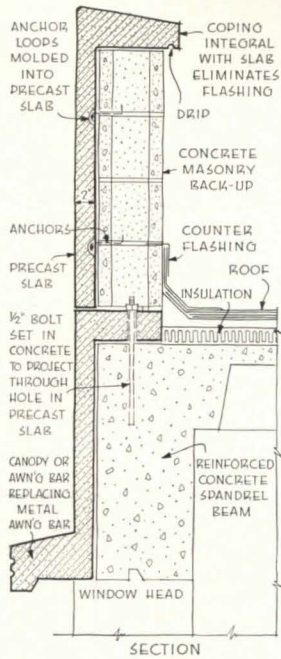 ANCHOR
LOOPS
MOLDED
INTO
PRECAST
SLAB
COPING
INTEGRAL
WITH SLAB
ELIMINATES
FLASHING
DRIP
CONCRETE
MASONRY
BACK-UP
ANCHORS
PRECAST
SLAB
COUNTER
FLASHING
ROOF
INSULATION
½" BOLT
SET IN
CONCRETE
TO PROJECT
THROUGH
HOLE IN
PRECAST
SLAB
CANOPY OR
AWN'G BAR
REPLACING
METAL
AWN'G BAR
REINFORCED
CONCRETE
SPANDREL
BEAM
WINDOW HEAD
SECTION